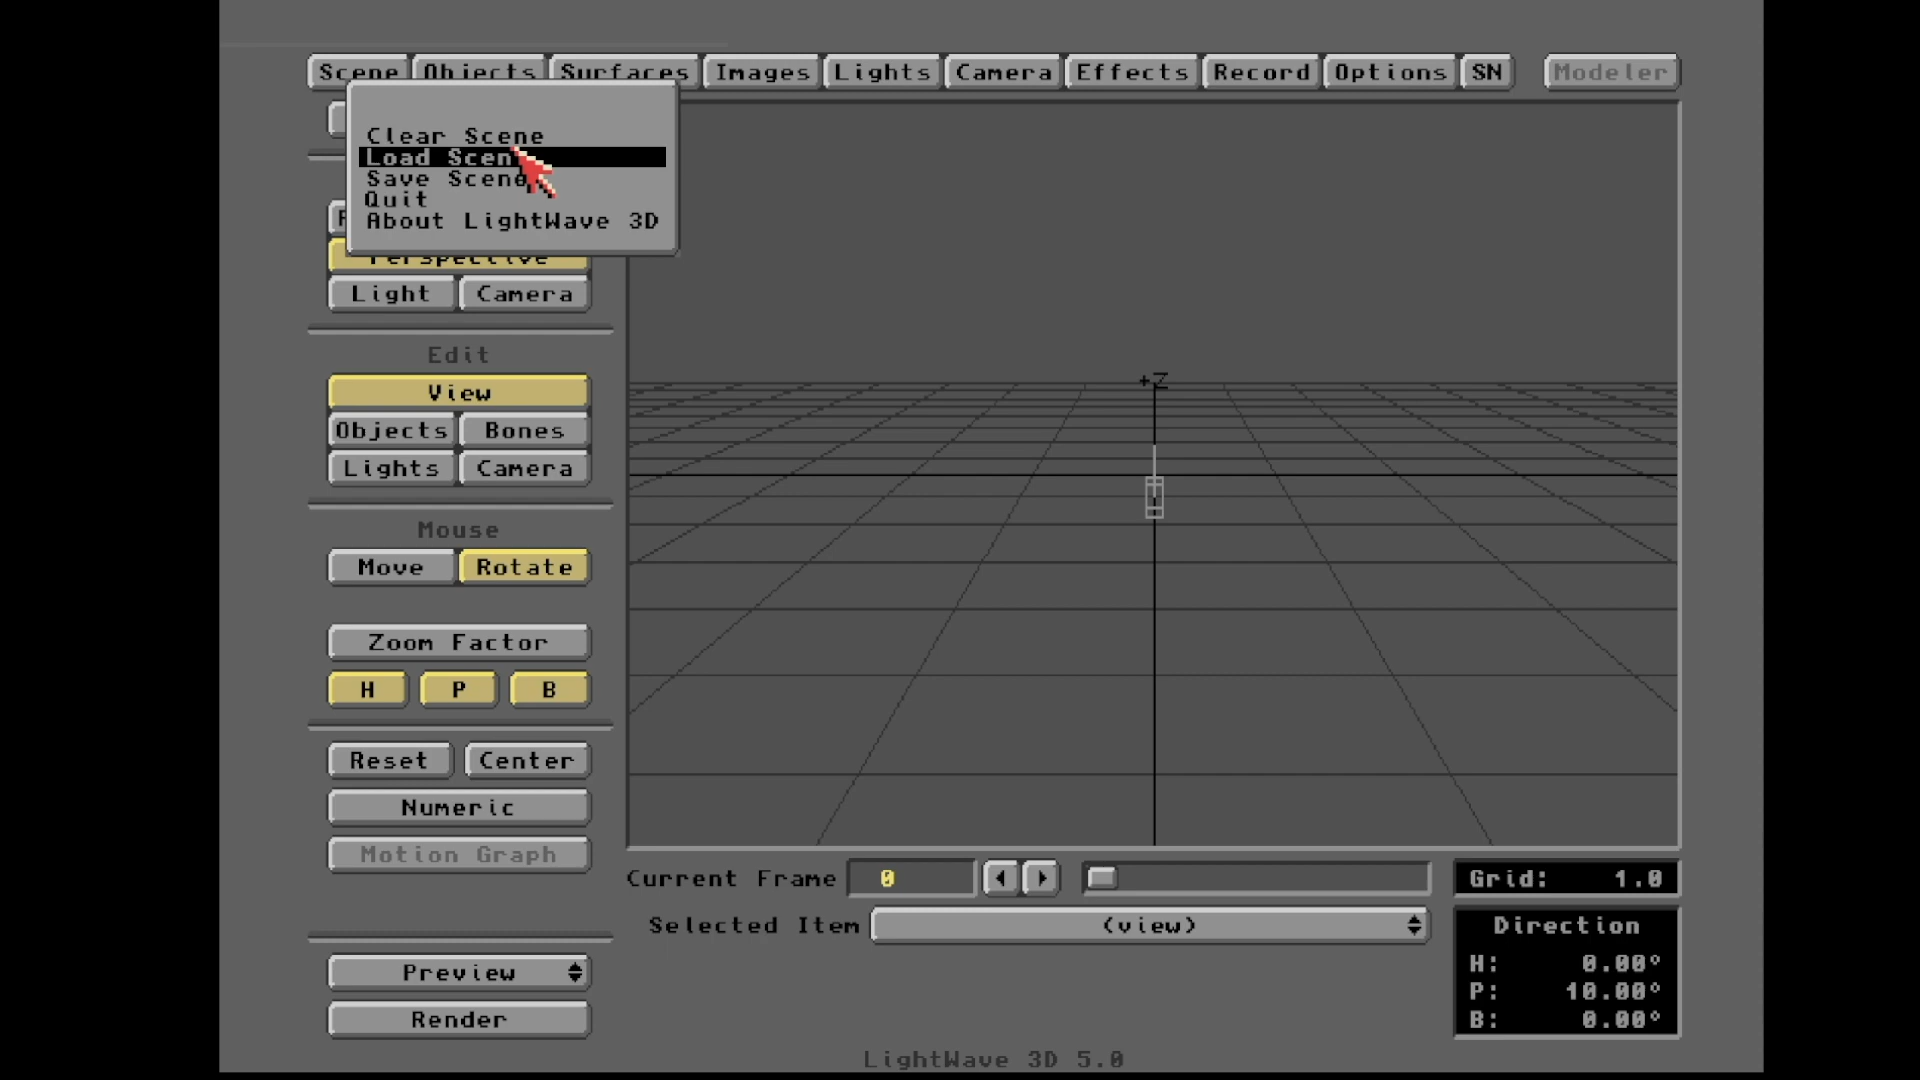 Scene Objects Surfaces Images Lights Camera Effects Record Options SN Modeler
Clear Scene
Load Scen
Save Scene
Quit
About LightWave 3D
Perspective
Light Camera
Edit
View
Objects Bones
Lights Camera
Mouse
Move Rotate
Zoom Factor
H P B
Reset Center
Numeric
Motion Graph
Preview
Render
+Z
Current Frame 0
Grid: 1.0
Selected Item (view)
Direction
H: 0.00°
P: 10.00°
B: 0.00°
LightWave 3D 5.0